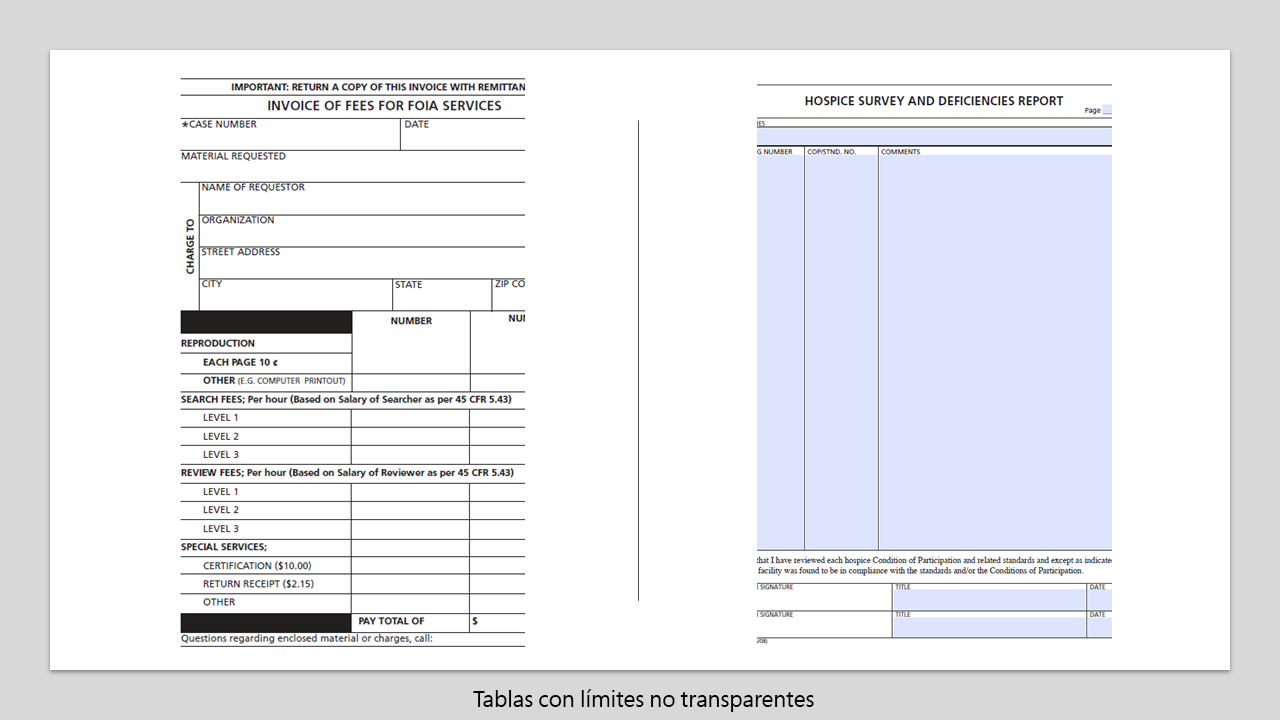 IMPORTANT: RETURN A COPY OF THIS INVOICE WITH
INVOICE OF FEES FOR FOIA SERVICES
*CASE NUMBER DATE
MATERIAL REQUESTED
CHARGE TO
NAME OF REQUESTOR
ORGANIZATION
STREET ADDRESS
CITY STATE ZIP
NUMBER
REPRODUCTION
EACH PAGE 10 ¢
OTHER (E.G. COMPUTER PRINTOUT)
SEARCH FEES; Per hour (Based on Salary of Searcher as per 45 CFR 5.43)
LEVEL 1
LEVEL 2
LEVEL 3
REVIEW FEES; Per hour (Based on Salary of Reviewer as per 45 CFR 5.43)
LEVEL 1
LEVEL 2
LEVEL 3
SPECIAL SERVICES;
CERTIFICATION ($10.00)
RETURN RECEIPT ($2.15)
OTHER
PAY TOTAL OF $
Questions regarding enclosed material or charges, call:
HOSPICE SURVEY AND DEFICIENCIES REPORT
Page
NUMBER COP/STND. NO. COMMENTS
that I have reviewed each hospice Condition of Participation and related standards and except as
facility was found to be in compliance with the standards and/or the Conditions of Participation.
SIGNATURE TITLE DATE
SIGNATURE TITLE DATE
Tablas con límites no transparentes